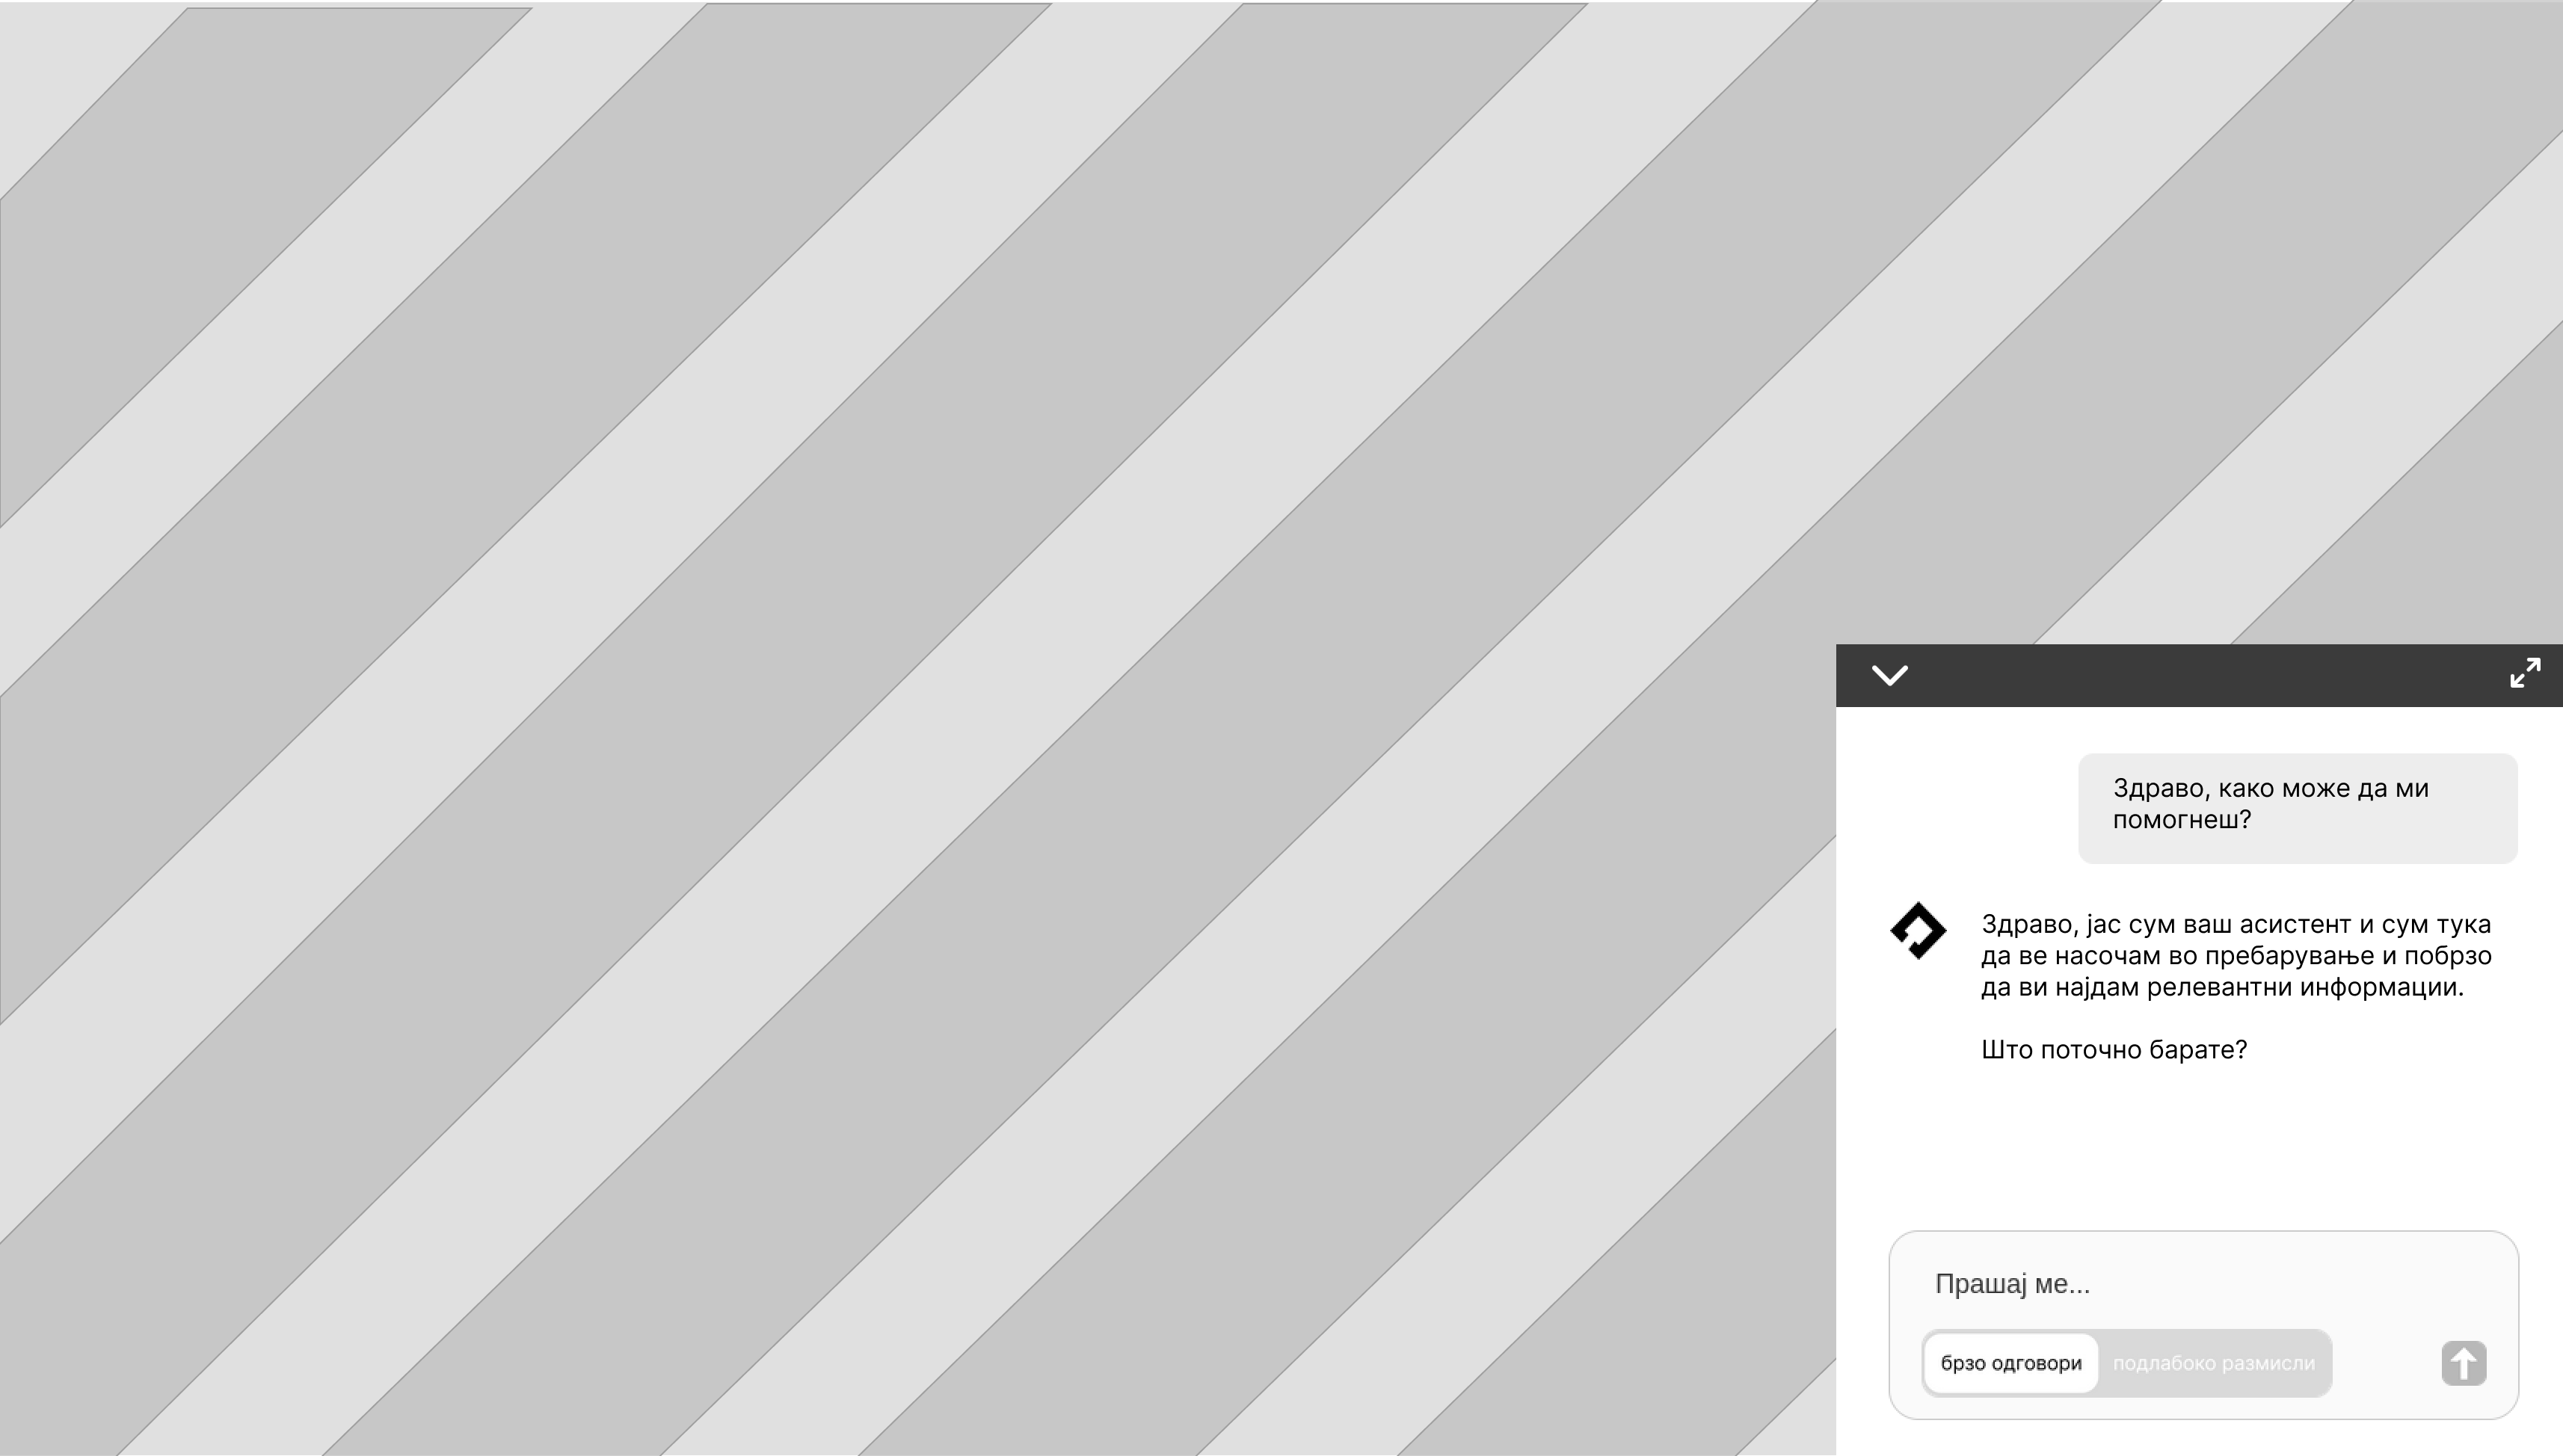 Здраво, како може да ми
помогнеш?
Здраво, јас сум ваш асистент и сум тука
да ве насочам во пребарување и побрзо
да ви најдам релевантни информации.
Што поточно барате?
Прашај ме...
брзо одговори
подлабоко размисли